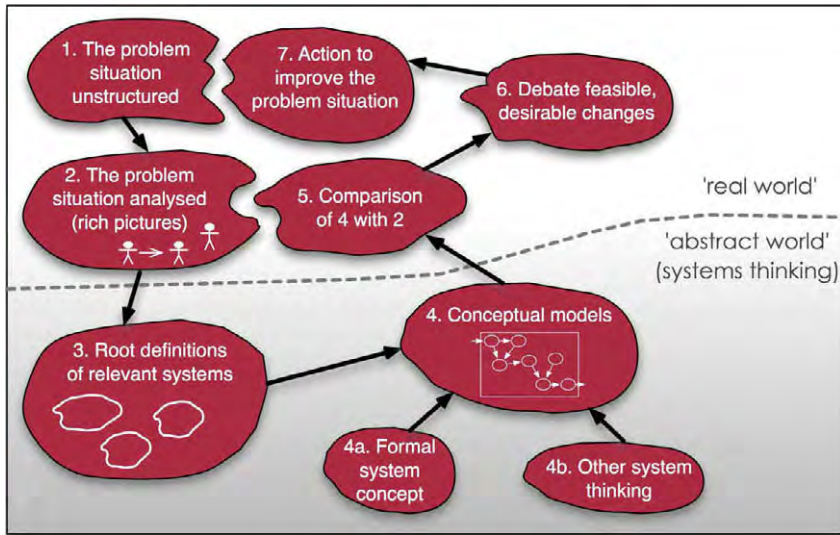 1. The problem
situation
unstructured
7. Action to
improve the
problem situation
6. Debate feasible,
desirable changes
2. The problem
situation analysed
(rich pictures)
5. Comparison
of 4 with 2
'real world'
'abstract world'
(systems thinking)
3. Root definitions
of relevant systems
4. Conceptual models
4a. Formal
system
concept
4b. Other system
thinking